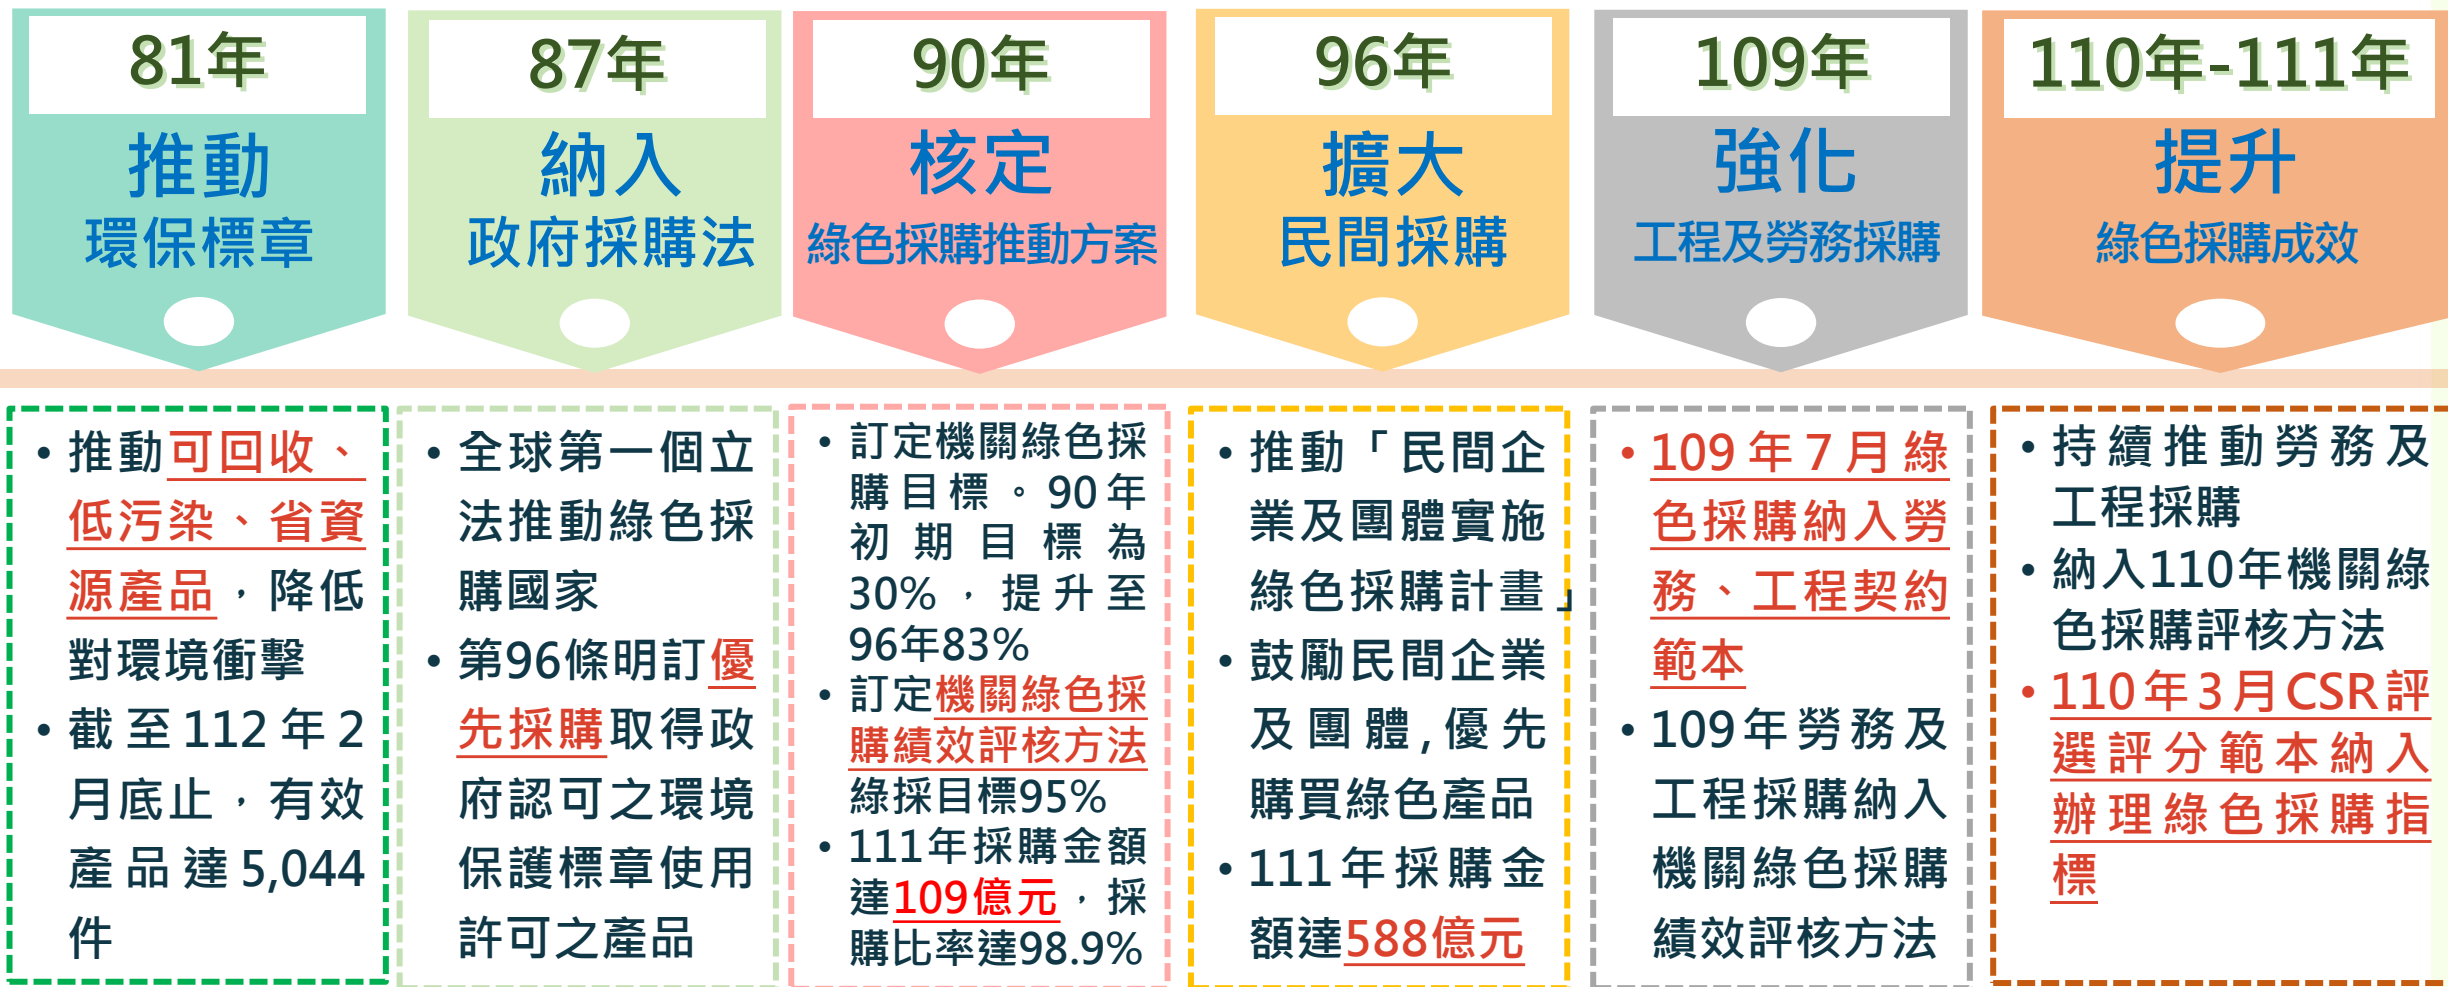 81年
推動
環保標章
• 推動可回收、
低污染、省資
源產品，降低
對環境衝擊
• 截至112年2
月底止，有效
產品達5,044
件
87年
納入
政府採購法
• 全球第一個立
法推動綠色採
購國家
• 第96條明訂優
先採購取得政
府認可之環境
保護標章使用
許可之產品
90年
核定
綠色採購推動方案
• 訂定機關綠色採
購目標。90年
初期目標為
30%，提升至
96年83%
• 訂定機關綠色採
購績效評核方法
綠採目標95%
• 111年採購金額
達109億元，採
購比率達98.9%
96年
擴大
民間採購
• 推動「民間企
業及團體實施
綠色採購計畫」
• 鼓勵民間企業
及團體,優先
購買綠色產品
• 111年採購金
額達588億元
109年
強化
工程及勞務採購
• 109年7月綠
色採購納入勞
務、工程契約
範本
• 109年勞務及
工程採購納入
機關綠色採購
績效評核方法
110年-111年
提升
綠色採購成效
• 持續推動勞務及
工程採購
• 納入110年機關綠
色採購評核方法
• 110年3月CSR評
選評分範本納入
辦理綠色採購指
標